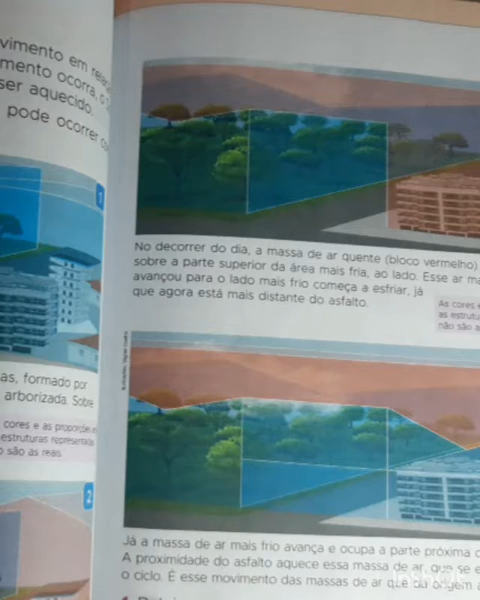 vimento em
mento ocorra, o
ser aquecido.
pode ocorrer
1
as, formado por
arborizada. Sobre
cores e as proporções
estruturas representadas
são as reais.
2
No decorrer do dia, a massa de ar quente (bloco vermelho)
sobre a parte superior da área mais fria, ao lado. Esse ar
avançou para o lado mais frio começa a esfriar, já
que agora está mais distante do asfalto.
As cores
as
não são
Já a massa de ar mais frio avança e ocupa a parte próxima
A proximidade do asfalto aquece essa massa de ar, que se
o ciclo. É esse movimento das massas de ar que dá origem